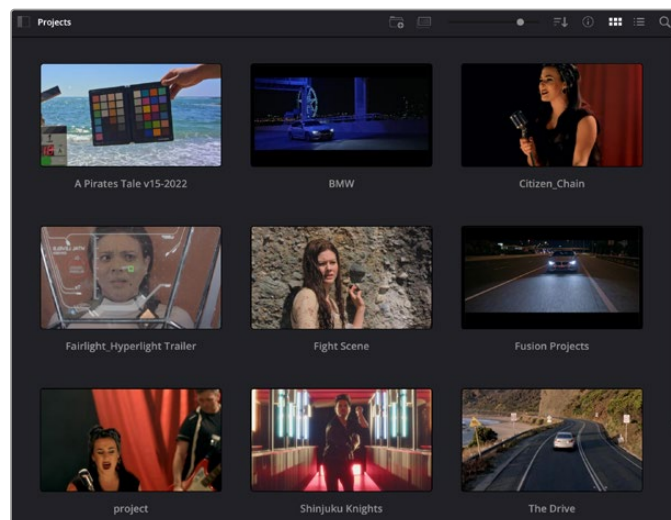 Projects
A Pirates Tale v15-2022
BMW
Citizen_Chain
Fairlight_Hyperlight Trailer
Fight Scene
Fusion Projects
project
Shinjuku Knights
The Drive